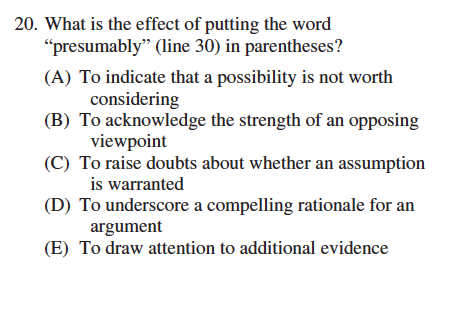 20. What is the effect of putting the word
“presumably” (line 30) in parentheses?
(A) To indicate that a possibility is not worth
considering
(B) To acknowledge the strength of an opposing
viewpoint
(C) To raise doubts about whether an assumption
is warranted
(D) To underscore a compelling rationale for an
argument
(E) To draw attention to additional evidence